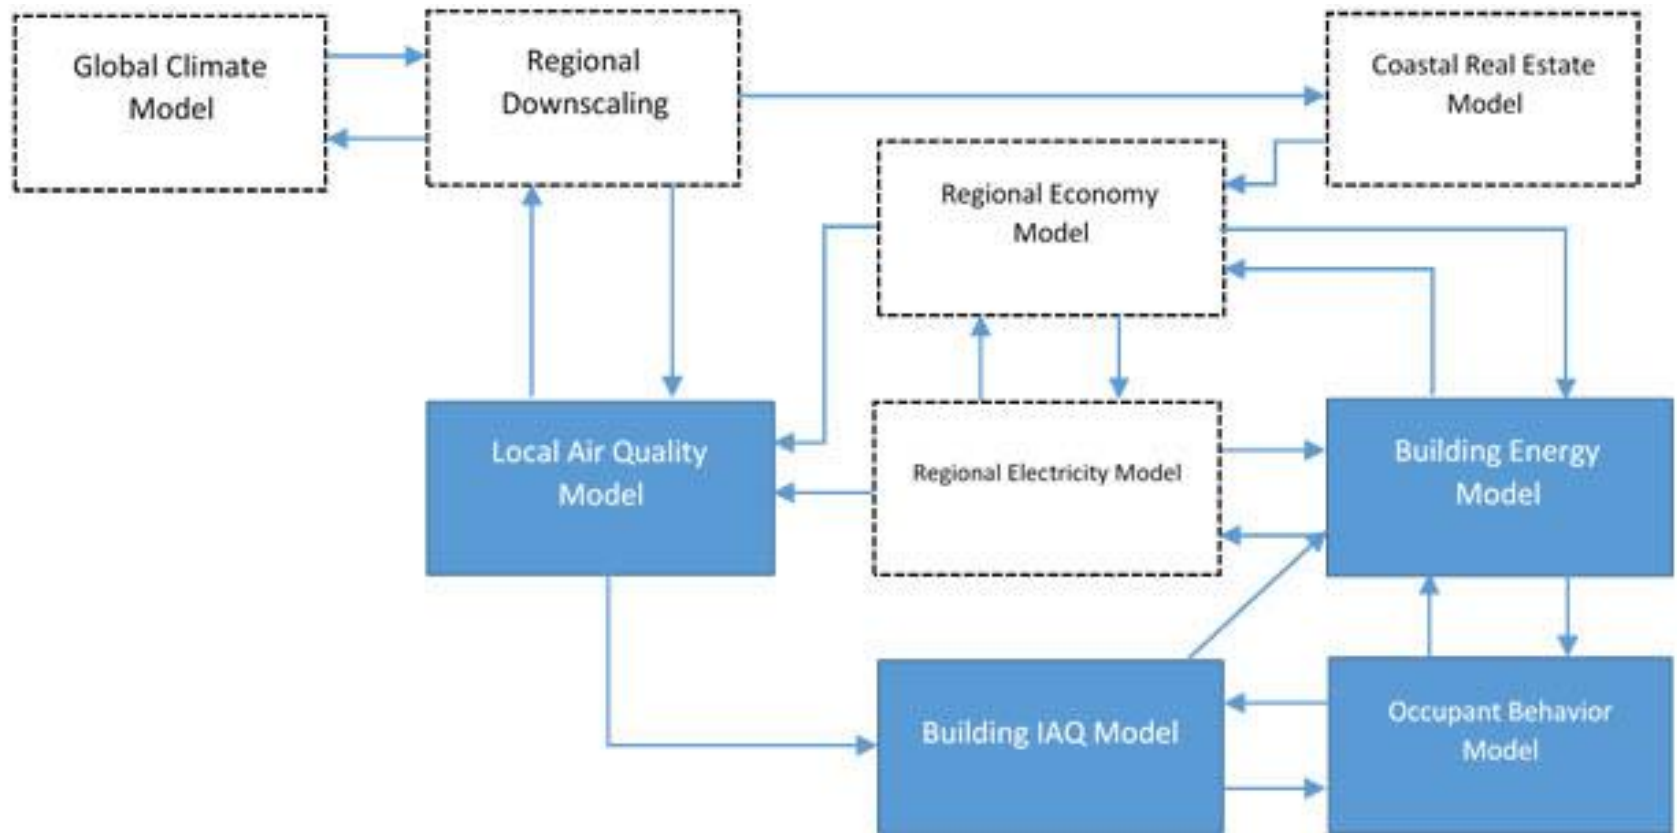 Global Climate
Model
Regional
Downscaling
Coastal Real Estate
Model
Regional Economy
Model
Local Air Quality
Model
Regional Electricity Model
Building Energy
Model
Building IAQ Model
Occupant Behavior
Model